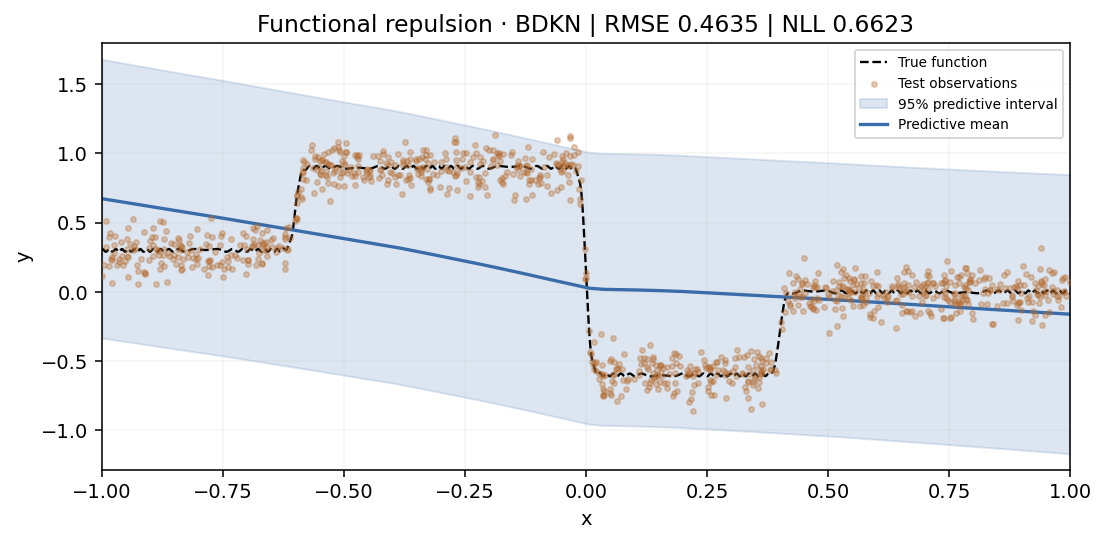 Functional repulsion · BDKN | RMSE 0.4635 | NLL 0.6623
True function
Test observations
95% predictive interval
Predictive mean
y
1.5
1.0
0.5
0.0
−0.5
−1.0
−1.00 −0.75 −0.50 −0.25 0.00 0.25 0.50 0.75 1.00
x